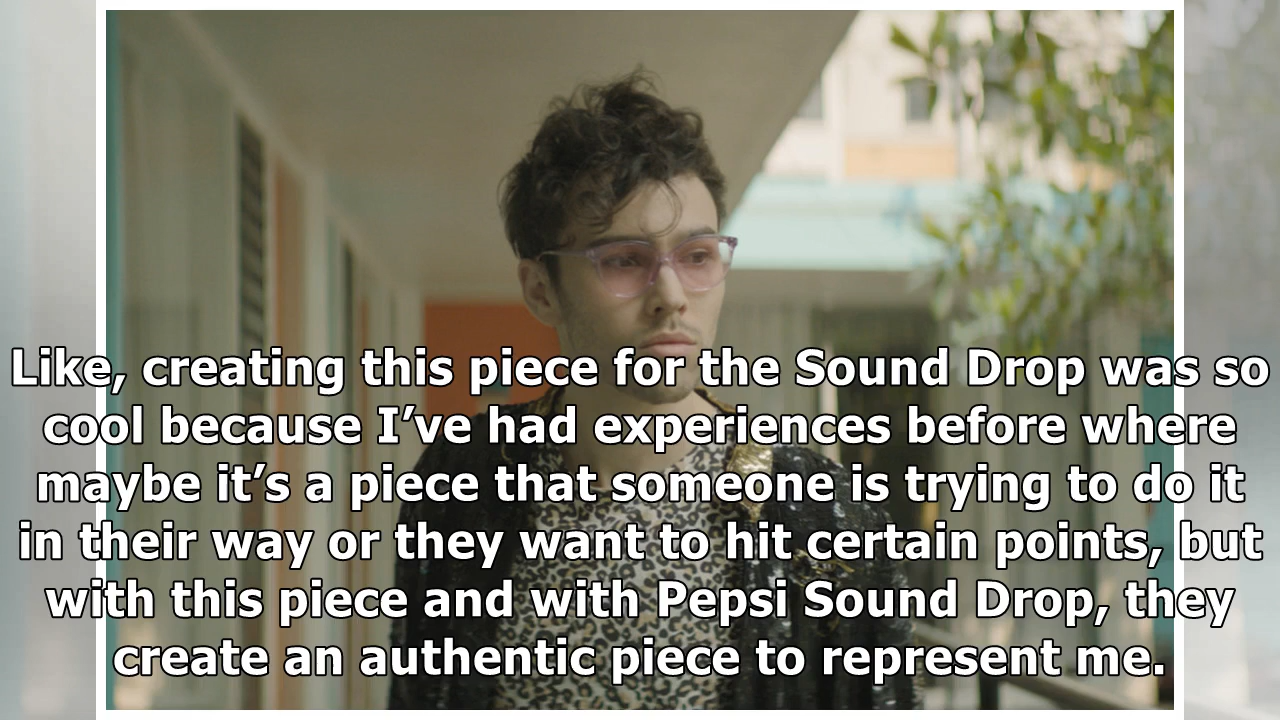 Like, creating this piece for the Sound Drop was so
cool because I’ve had experiences before where
maybe it’s a piece that someone is trying to do it
in their way or they want to hit certain points, but
with this piece and with Pepsi Sound Drop, they
create an authentic piece to represent me.